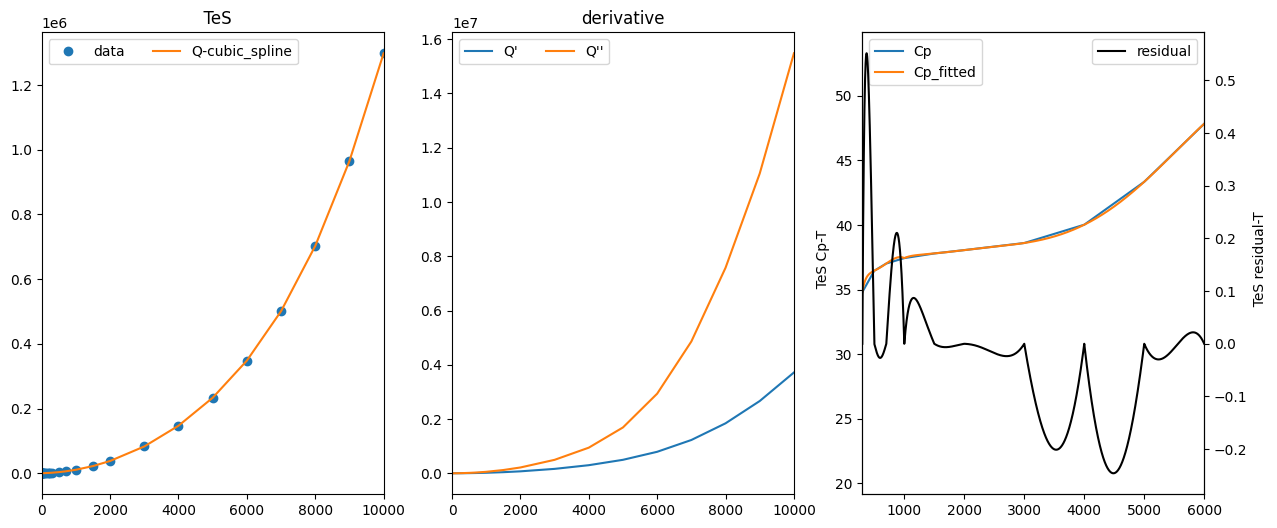 TeS
1e6
data
Q-cubic_spline
1.2
1.0
0.8
0.6
0.4
0.2
0.0
0 2000 4000 6000 8000 10000
derivative
1e7
Q'
Q''
1.6
1.4
1.2
1.0
0.8
0.6
0.4
0.2
0.0
0 2000 4000 6000 8000 10000
Cp
Cp_fitted
residual
50
45
40
35
30
25
20
TeS Cp-T
1000 2000 3000 4000 5000 6000
0.5
0.4
0.3
0.2
0.1
0.0
−0.1
−0.2
TeS residual-T